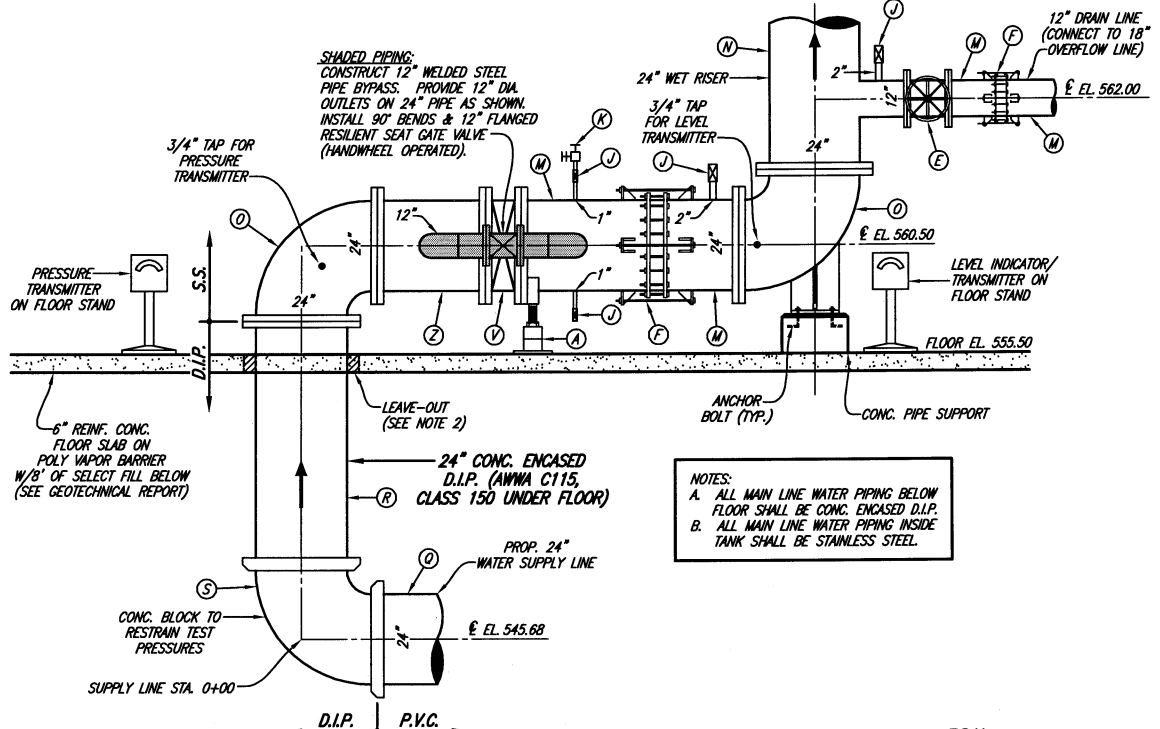 J
12" DRAIN LINE
(CONNECT TO 18"
OVERFLOW LINE)
N
M
F
SHADED PIPING:
CONSTRUCT 12" WELDED STEEL
PIPE BYPASS. PROVIDE 12" DIA.
OUTLETS ON 24" PIPE AS SHOWN.
INSTALL 90° BENDS & 12" FLANGED
RESILIENT SEAT GATE VALVE
(HANDWHEEL OPERATED).
24" WET RISER
2"
12"
℄ EL. 562.00
3/4" TAP
FOR LEVEL
TRANSMITTER
K
3/4" TAP FOR
PRESSURE
TRANSMITTER
M
J
J
24"
E
M
O
12"
1"
2"
O
24"
24"
℄ EL. 560.50
PRESSURE
TRANSMITTER
ON FLOOR STAND
S.S.
24"
1"
LEVEL INDICATOR/
TRANSMITTER ON
FLOOR STAND
Z
V
A
J
F
M
FLOOR EL. 555.50
D.I.P.
6" REINF. CONC.
FLOOR SLAB ON
POLY VAPOR BARRIER
W/8' OF SELECT FILL BELOW
(SEE GEOTECHNICAL REPORT)
LEAVE-OUT
(SEE NOTE 2)
ANCHOR
BOLT (TYP.)
CONC. PIPE SUPPORT
24" CONC. ENCASED
D.I.P. (AWWA C115,
CLASS 150 UNDER FLOOR)
R
NOTES:
A. ALL MAIN LINE WATER PIPING BELOW
FLOOR SHALL BE CONC. ENCASED D.I.P.
B. ALL MAIN LINE WATER PIPING INSIDE
TANK SHALL BE STAINLESS STEEL.
PROP. 24"
WATER SUPPLY LINE
Q
S
CONC. BLOCK TO
RESTRAIN TEST
PRESSURES
24"
℄ EL. 545.68
SUPPLY LINE STA. 0+00
D.I.P.
P.V.C.